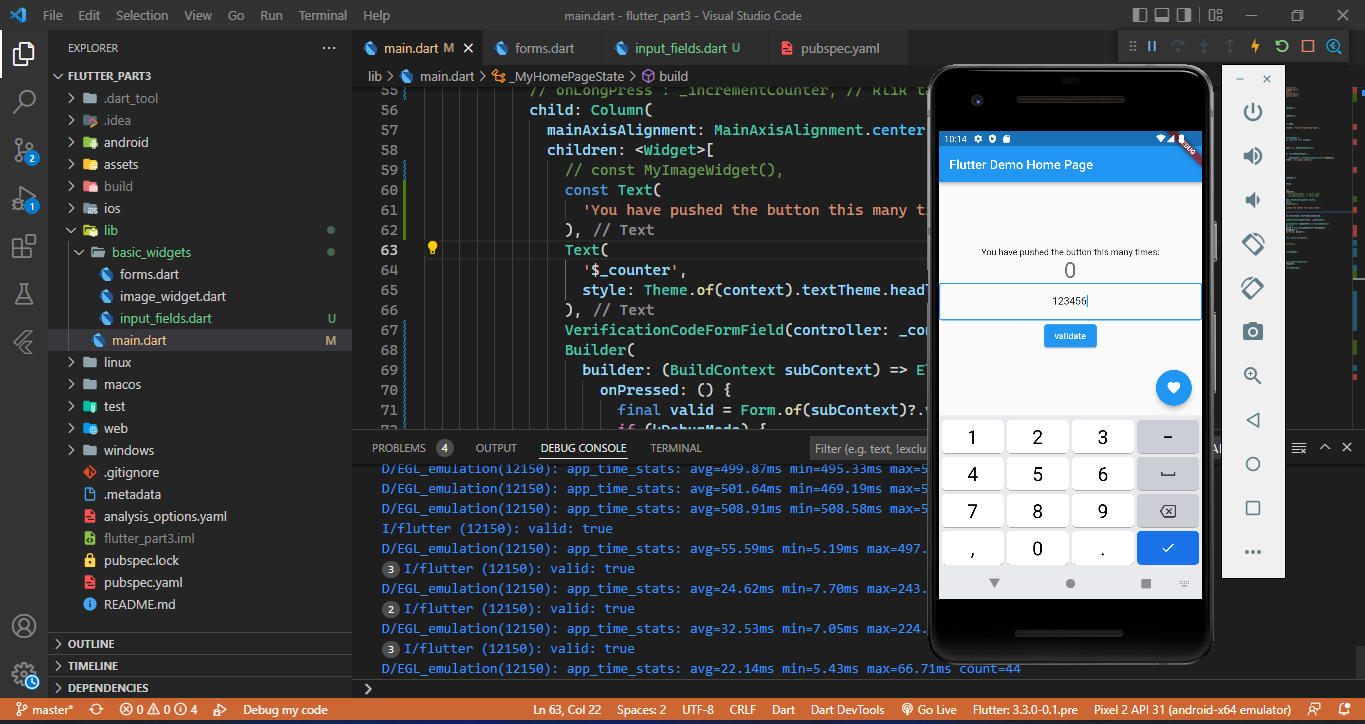 File Edit Selection View Go Run Terminal Help main.dart - flutter_part3 - Visual Studio Code
EXPLORER
FLUTTER_PART3
.dart_tool
.idea
android
assets
build
ios
lib
basic_widgets
forms.dart
image_widget.dart
input_fields.dart U
main.dart M
linux
macos
test
web
windows
.gitignore
.metadata
analysis_options.yaml
flutter_part3.iml
pubspec.lock
pubspec.yaml
README.md
OUTLINE
TIMELINE
DEPENDENCIES
2
1
main.dart M forms.dart input_fields.dart U pubspec.yaml
lib > main.dart > _MyHomePageState > build
55 // onLongPress : _incrementCounter, // klik ta
56 child: Column(
57 mainAxisAlignment: MainAxisAlignment.center
58 children: <Widget>[
59 // const MyImageWidget(),
60 const Text(
61 'You have pushed the button this many ti
62 ), // Text
63 Text(
64 '$_counter',
65 style: Theme.of(context).textTheme.head
66 ), // Text
67 VerificationCodeFormField(controller: _co
68 Builder(
69 builder: (BuildContext subContext) => El
70 onPressed: () {
71 final valid = Form.of(subContext)?.v
72 if (kDebugMode) {
PROBLEMS 4 OUTPUT DEBUG CONSOLE TERMINAL Filter (e.g. text, !exclu
D/EGL_emulation(12150): app_time_stats: avg=499.87ms min=495.33ms max=5
D/EGL_emulation(12150): app_time_stats: avg=501.64ms min=469.19ms max=5
D/EGL_emulation(12150): app_time_stats: avg=508.91ms min=508.58ms max=5
I/flutter (12150): valid: true
D/EGL_emulation(12150): app_time_stats: avg=55.59ms min=5.19ms max=497.
3 I/flutter (12150): valid: true
D/EGL_emulation(12150): app_time_stats: avg=24.62ms min=7.70ms max=243.
2 I/flutter (12150): valid: true
D/EGL_emulation(12150): app_time_stats: avg=32.53ms min=7.05ms max=224.
3 I/flutter (12150): valid: true
D/EGL_emulation(12150): app_time_stats: avg=22.14ms min=5.43ms max=66.71ms count=44
10:14
DEBUG
Flutter Demo Home Page
You have pushed the button this many times:
0
123456
validate
1 2 3 -
4 5 6
7 8 9
, 0 .
master* 0 0 4 Debug my code Ln 63, Col 22 Spaces: 2 UTF-8 CRLF Dart Dart DevTools Go Live Flutter: 3.3.0-0.1.pre Pixel 2 API 31 (android-x64 emulator)